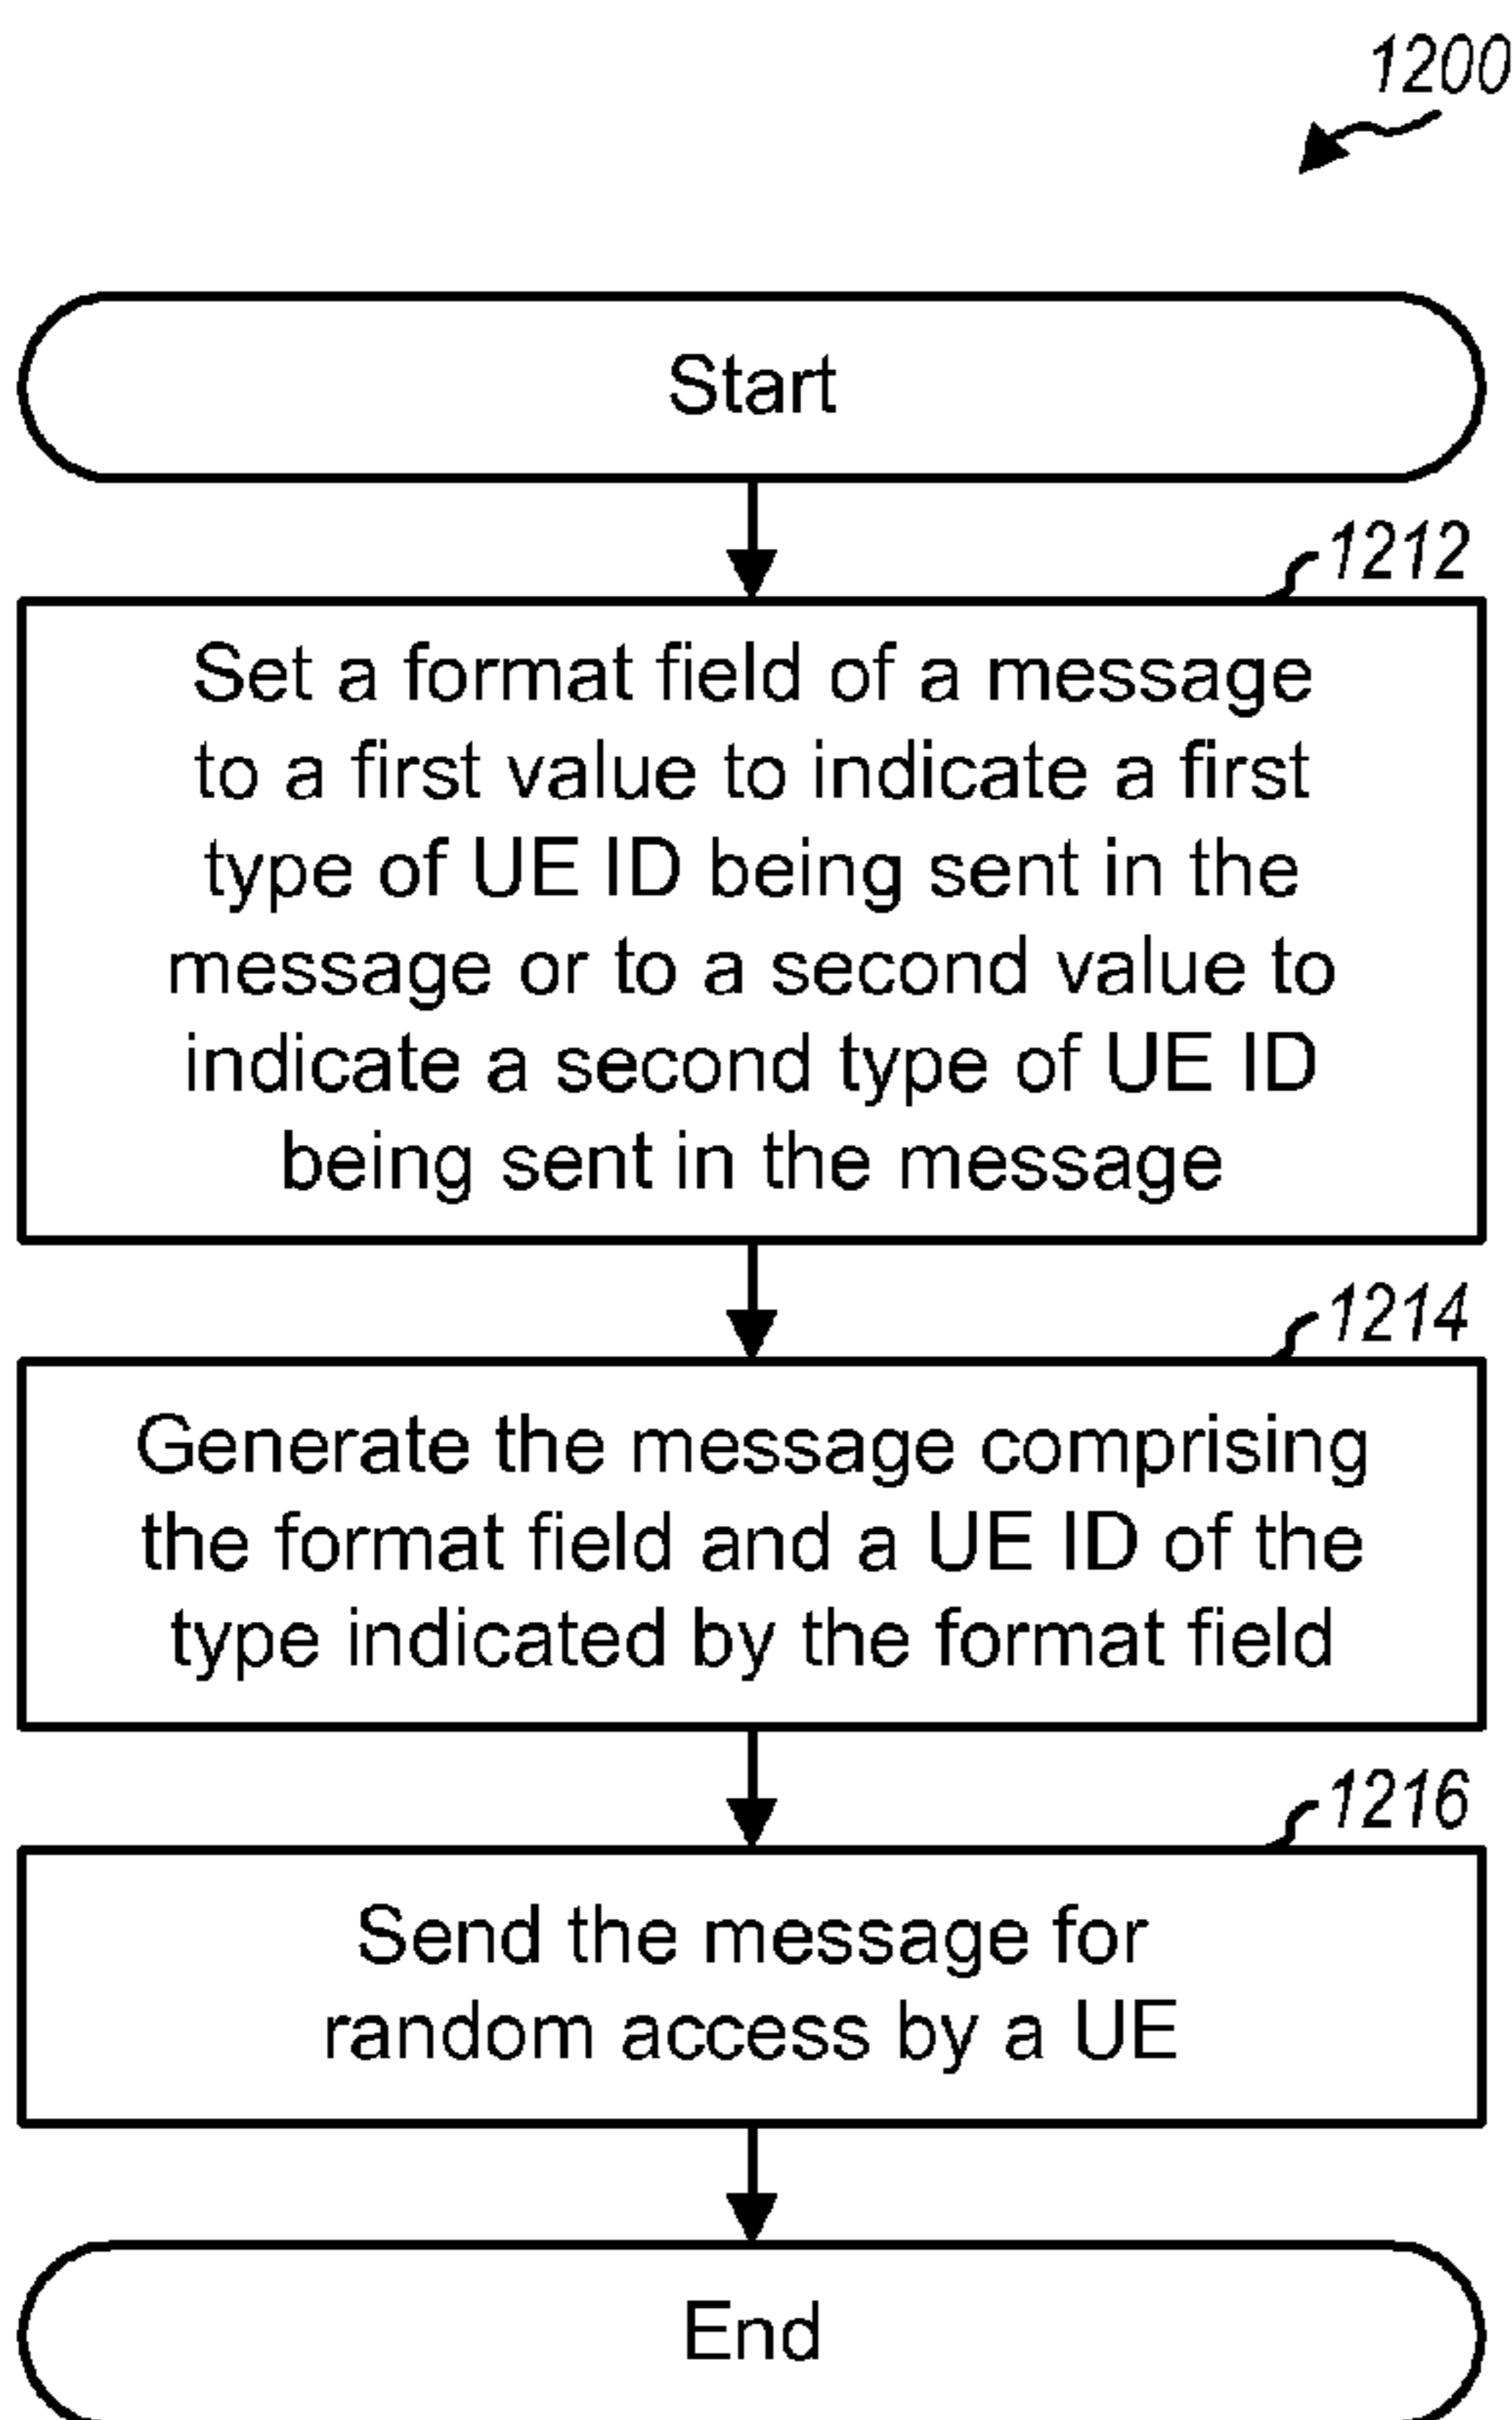 1200
Start
1212
Set a format field of a message
to a first value to indicate a first
type of UE ID being sent in the
message or to a second value to
indicate a second type of UE ID
being sent in the message
1214
Generate the message comprising
the format field and a UE ID of the
type indicated by the format field
1216
Send the message for
random access by a UE
End